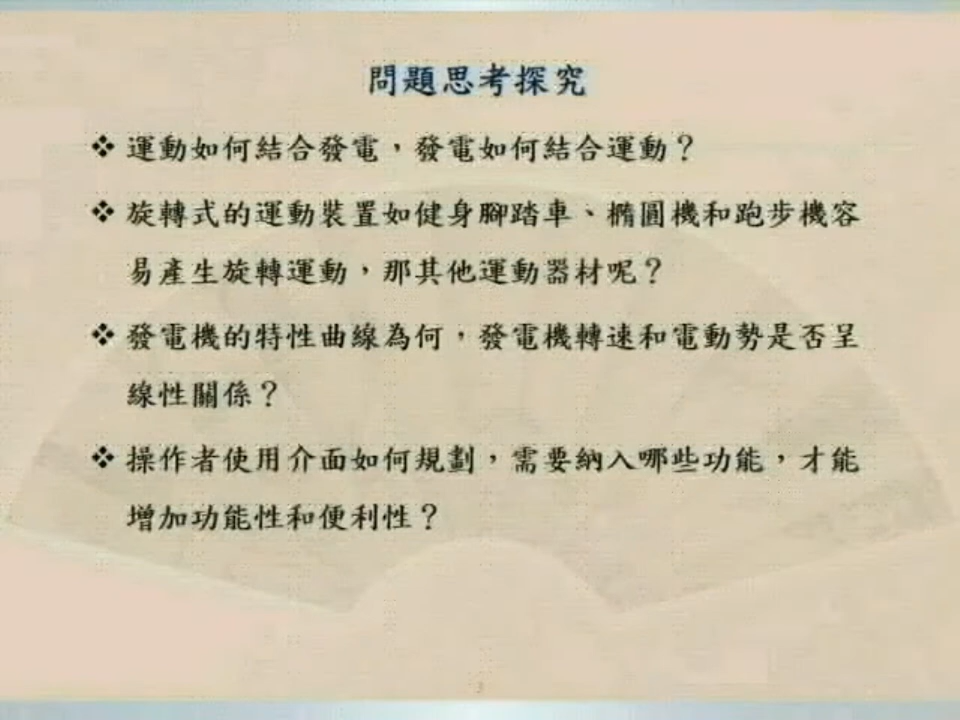 問題思考探究
❖ 運動如何結合發電，發電如何結合運動？
❖ 旋轉式的運動裝置如健身腳踏車、橢圓機和跑步機容
易產生旋轉運動，那其他運動器材呢？
❖ 發電機的特性曲線為何，發電機轉速和電動勢是否呈
線性關係？
❖ 操作者使用介面如何規劃，需要納入哪些功能，才能
增加功能性和便利性？
3